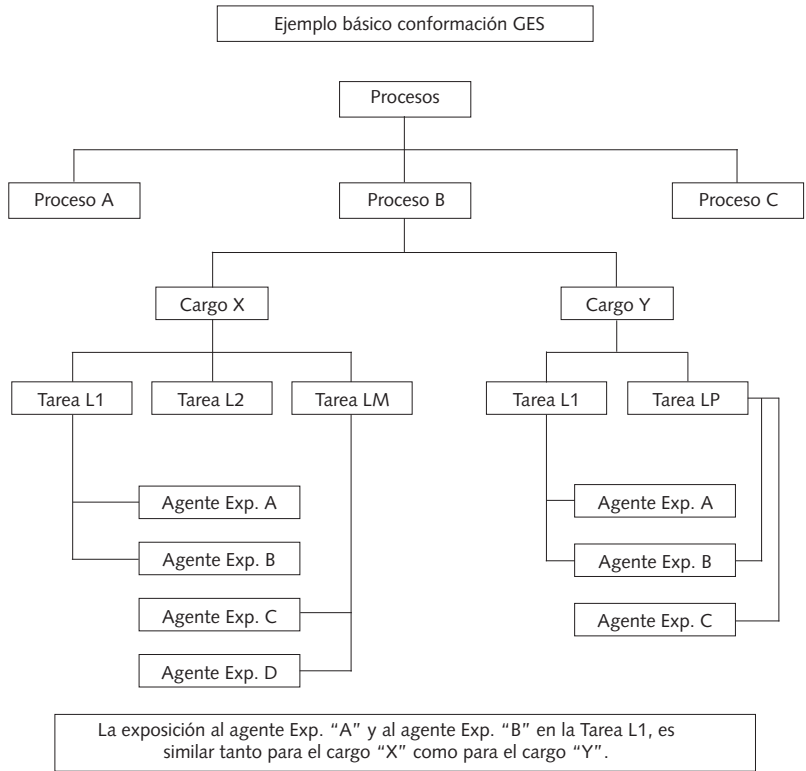 Ejemplo básico conformación GES
Procesos
Proceso A
Proceso B
Proceso C
Cargo X
Cargo Y
Tarea L1
Tarea L2
Tarea LM
Tarea L1
Tarea LP
Agente Exp. A
Agente Exp. A
Agente Exp. B
Agente Exp. B
Agente Exp. C
Agente Exp. C
Agente Exp. D
La exposición al agente Exp. “A” y al agente Exp. “B” en la Tarea L1, es
similar tanto para el cargo “X” como para el cargo “Y”.